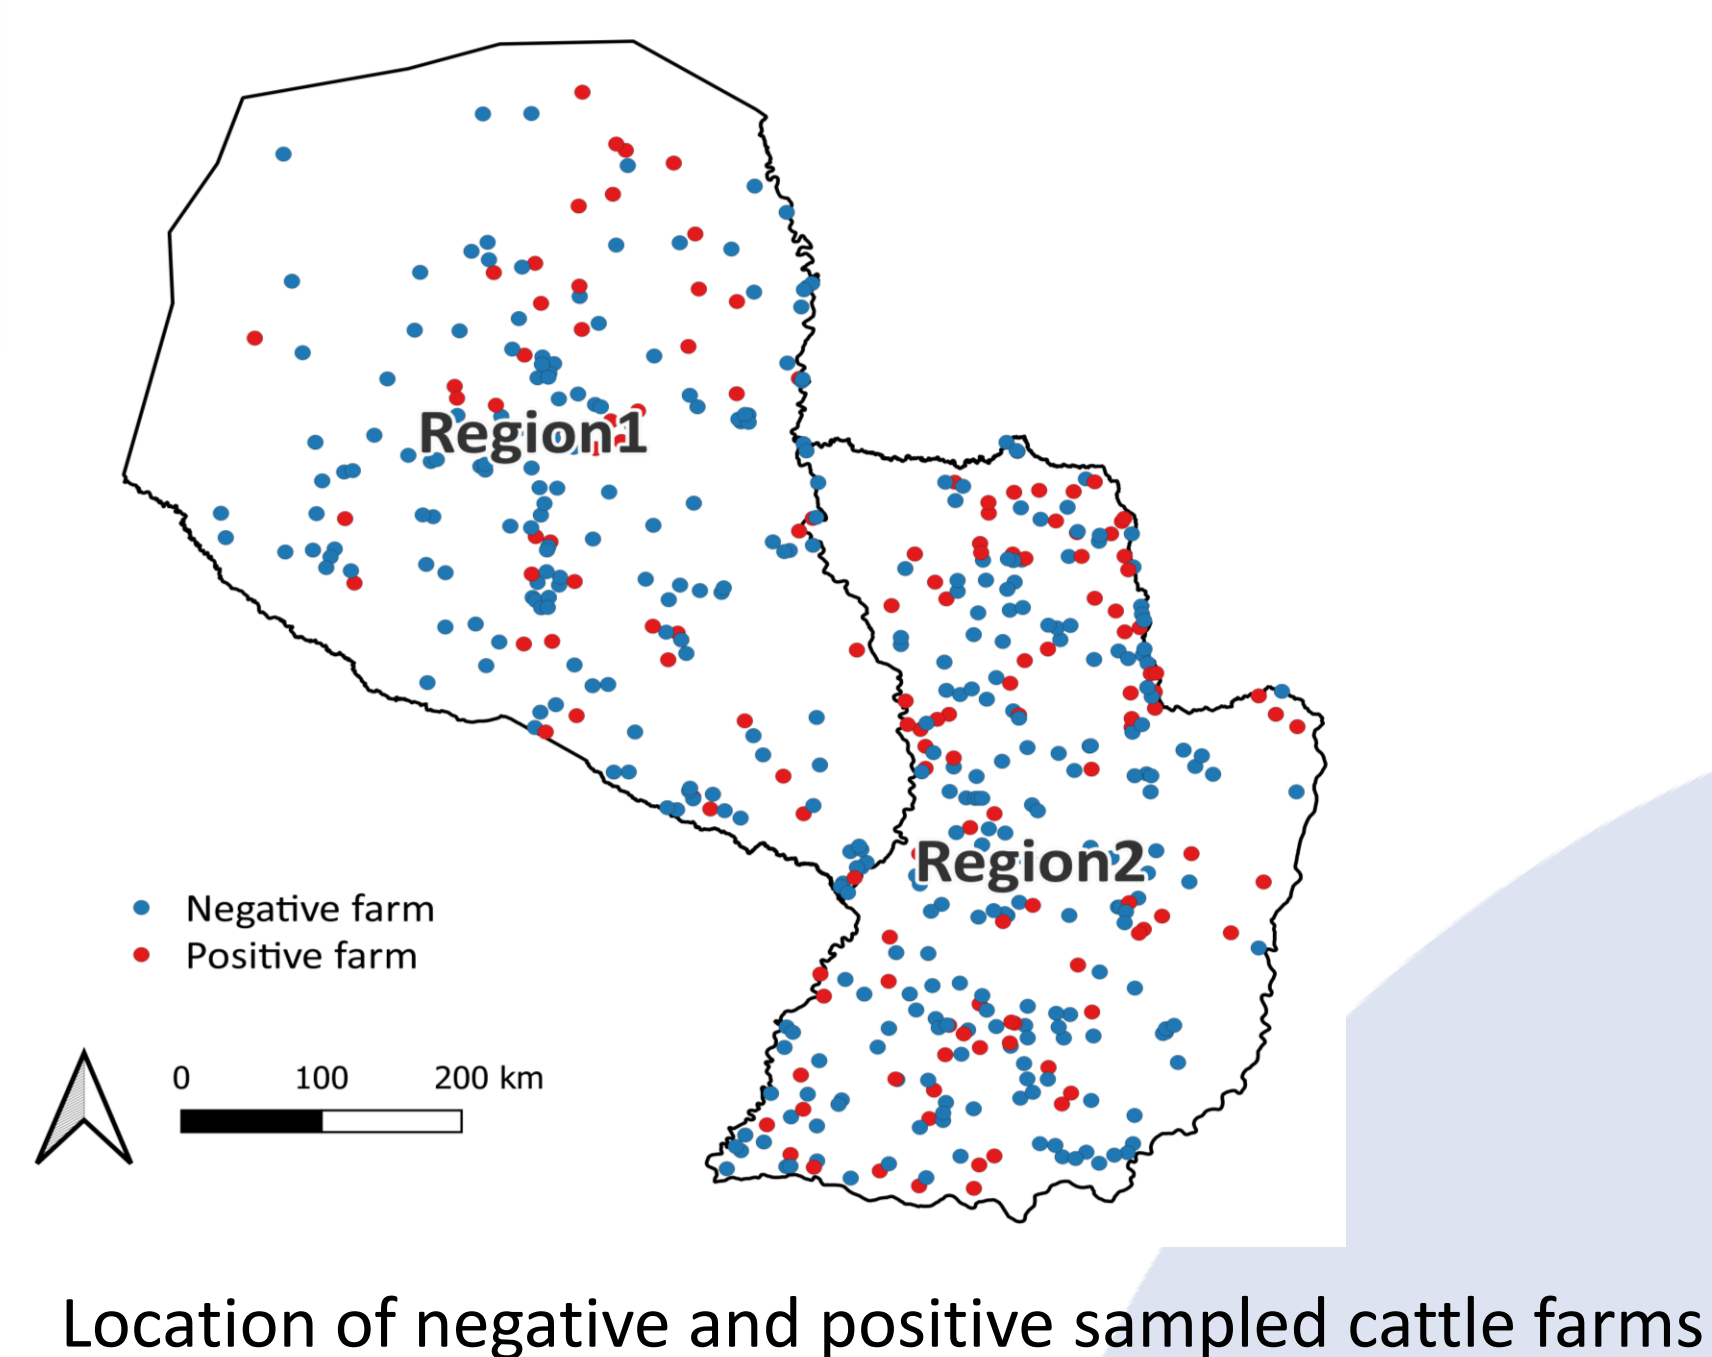 Region1
Region2
Negative farm
Positive farm
0 100 200 km
Location of negative and positive sampled cattle farms